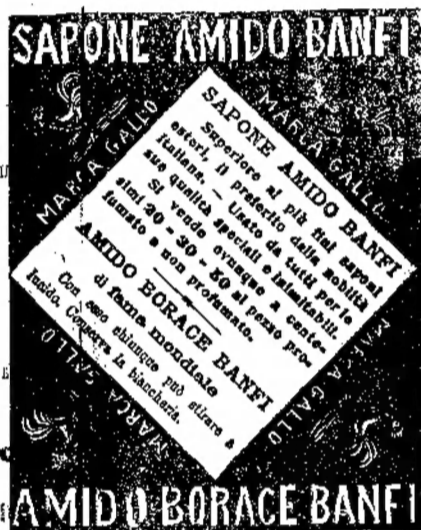 SAPONE AMIDO BANFI
MARCA GALLO
MARCA GALLO
SAPONE AMIDO BANFI
Superiore ai più fini saponi
esteri, il preferito dalla nobiltà
italiana. – Usato da tutti per le
sue qualità speciali e inimitabili
Si vende ovunque a cente-
simi 20 - 30 - 50 al pezzo pro-
fumato e non profumato.
AMIDO BORACE BANFI
di fama mondiale
Con esso chiunque può stirare a
lucido. Conserva la biancheria.
MARCA GALLO
MARCA GALLO
AMIDO BORACE BANFI